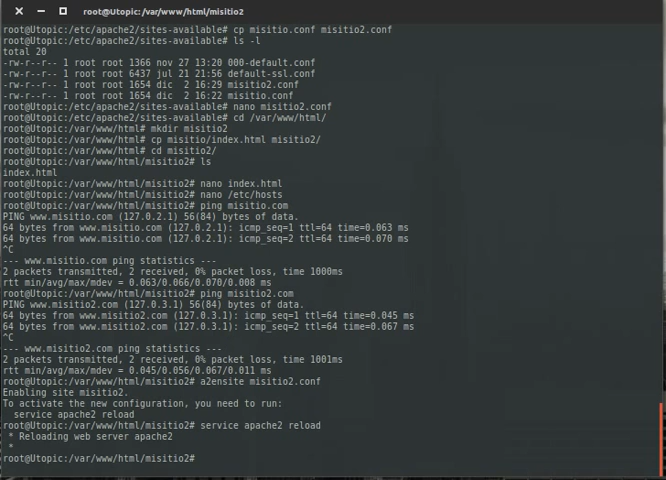 root@Utopic: /var/www/html/misitio2
root@Utopic:/etc/apache2/sites-available# cp misitio.conf misitio2.conf
root@Utopic:/etc/apache2/sites-available# ls -l
total 20
-rw-r--r-- 1 root root 1366 nov 27 13:20 000-default.conf
-rw-r--r-- 1 root root 6437 jul 21 21:56 default-ssl.conf
-rw-r--r-- 1 root root 1654 dic  2 16:29 misitio2.conf
-rw-r--r-- 1 root root 1654 dic  2 16:22 misitio.conf
root@Utopic:/etc/apache2/sites-available# nano misitio2.conf
root@Utopic:/etc/apache2/sites-available# cd /var/www/html/
root@Utopic:/var/www/html# mkdir misitio2
root@Utopic:/var/www/html# cp misitio/index.html misitio2/
root@Utopic:/var/www/html# cd misitio2/
root@Utopic:/var/www/html/misitio2# ls
index.html
root@Utopic:/var/www/html/misitio2# nano index.html
root@Utopic:/var/www/html/misitio2# nano /etc/hosts
root@Utopic:/var/www/html/misitio2# ping misitio.com
PING www.misitio.com (127.0.2.1) 56(84) bytes of data.
64 bytes from www.misitio.com (127.0.2.1): icmp_seq=1 ttl=64 time=0.063 ms
64 bytes from www.misitio.com (127.0.2.1): icmp_seq=2 ttl=64 time=0.070 ms
^C
--- www.misitio.com ping statistics ---
2 packets transmitted, 2 received, 0% packet loss, time 1000ms
rtt min/avg/max/mdev = 0.063/0.066/0.070/0.008 ms
root@Utopic:/var/www/html/misitio2# ping misitio2.com
PING www.misitio2.com (127.0.3.1) 56(84) bytes of data.
64 bytes from www.misitio2.com (127.0.3.1): icmp_seq=1 ttl=64 time=0.045 ms
64 bytes from www.misitio2.com (127.0.3.1): icmp_seq=2 ttl=64 time=0.067 ms
^C
--- www.misitio2.com ping statistics ---
2 packets transmitted, 2 received, 0% packet loss, time 1001ms
rtt min/avg/max/mdev = 0.045/0.056/0.067/0.011 ms
root@Utopic:/var/www/html/misitio2# a2ensite misitio2.conf
Enabling site misitio2.
To activate the new configuration, you need to run:
  service apache2 reload
root@Utopic:/var/www/html/misitio2# service apache2 reload
 * Reloading web server apache2
 *
root@Utopic:/var/www/html/misitio2#